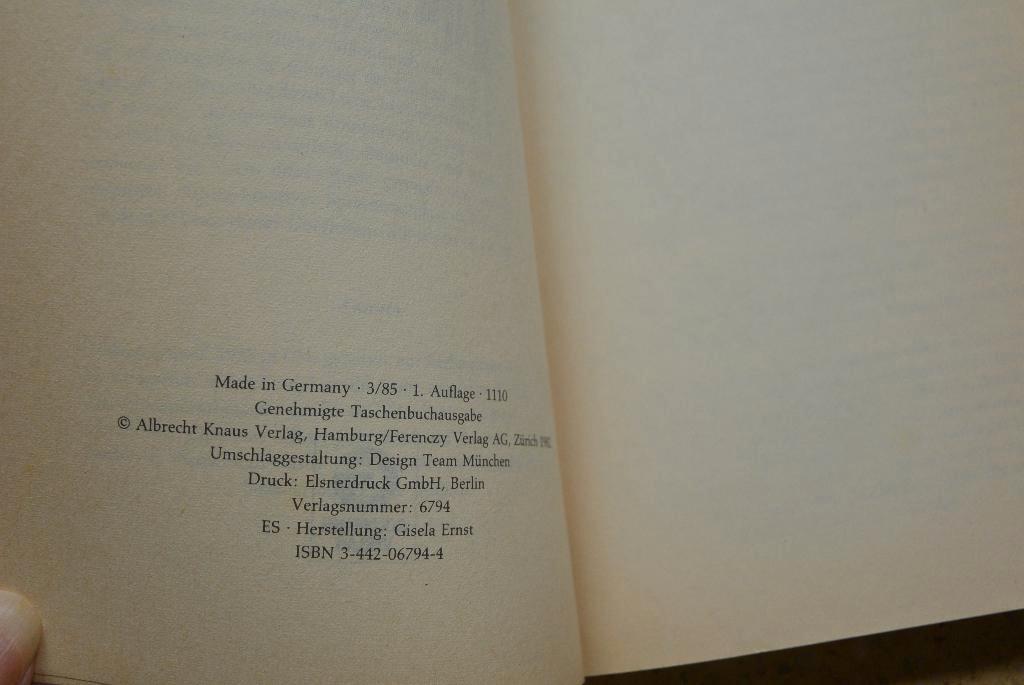 Made in Germany · 3/85 · 1. Auflage · 1110
Genehmigte Taschenbuchausgabe
© Albrecht Knaus Verlag, Hamburg/Ferenczy Verlag AG, Zürich
Umschlaggestaltung: Design Team München
Druck: Elsnerdruck GmbH, Berlin
Verlagsnummer: 6794
ES · Herstellung: Gisela Ernst
ISBN 3-442-06794-4